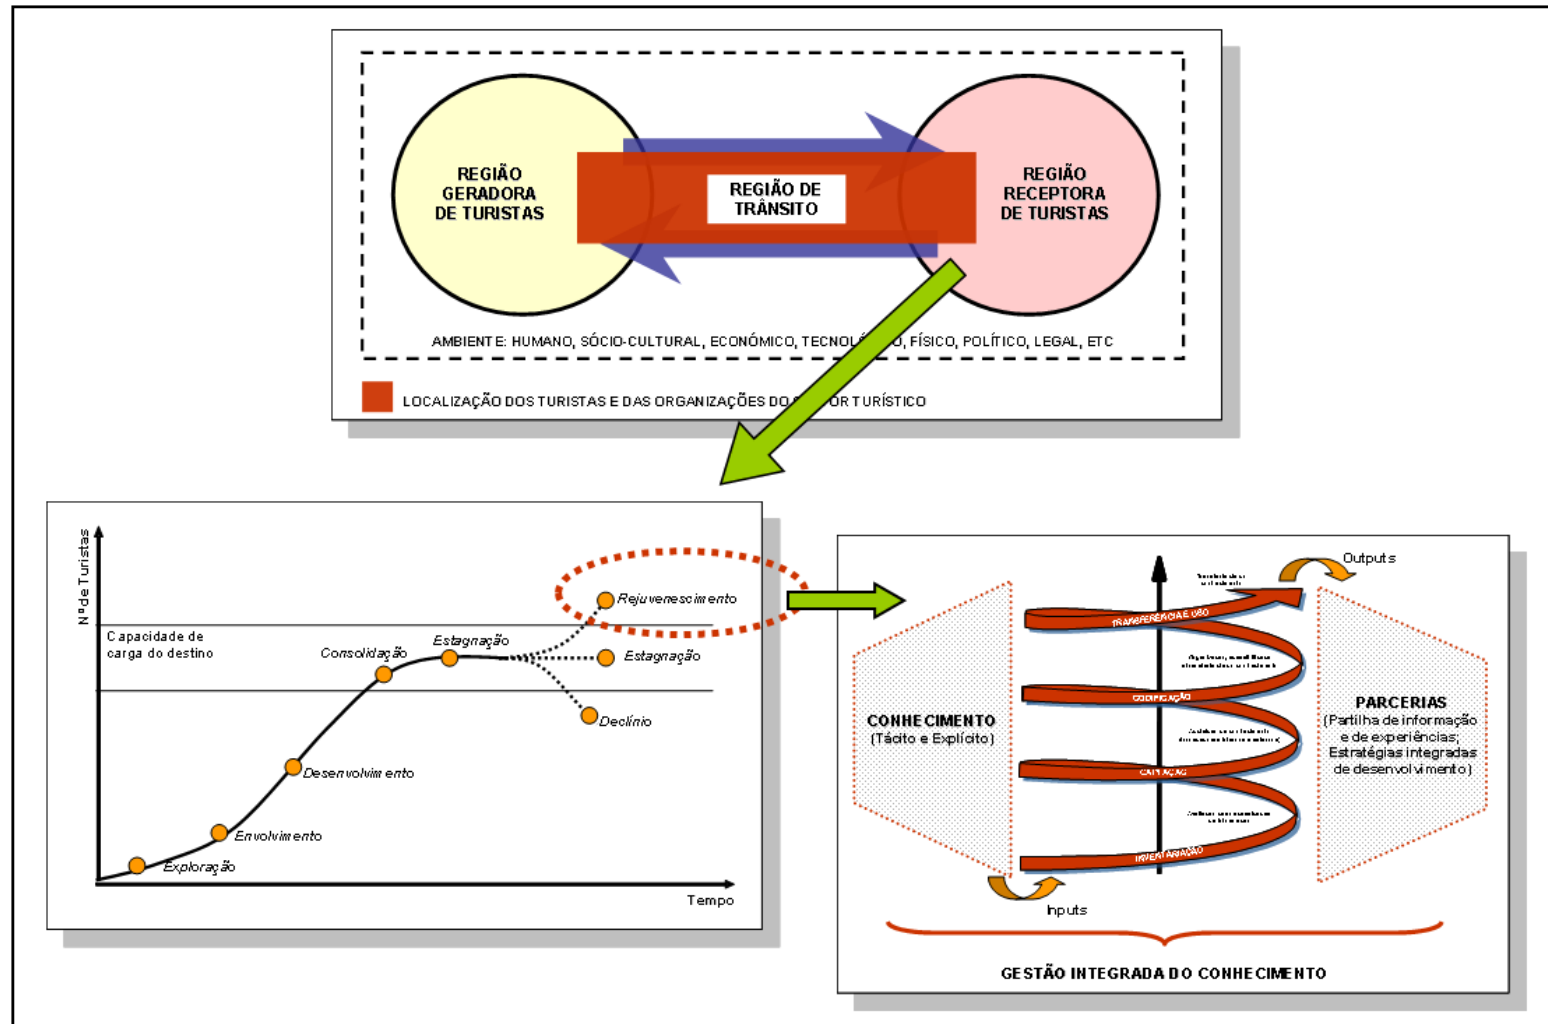 REGIÃO
GERADORA
DE TURISTAS
REGIÃO DE
TRÂNSITO
REGIÃO
RECEPTORA
DE TURISTAS
AMBIENTE: HUMANO, SÓCIO-CULTURAL, ECONÓMICO, FÍSICO, POLÍTICO, LEGAL, ETC
LOCALIZAÇÃO DOS TURISTAS E DAS ORGANIZAÇÕES DO TURÍSTICO
Nº de Turistas
Capacidade de
carga do destino
Rejuvenescimento
Estagnação
Consolidação
Estagnação
Declínio
Desenvolvimento
Envolvimento
Exploração
Tempo
Outputs
TRANSFERÊNCIA E USO
CODIFICAÇÃO
CAPTAÇÃO
INVENTARIAÇÃO
CONHECIMENTO
(Tácito e Explícito)
PARCERIAS
(Partilha de informação
e de experiências;
Estratégias integradas
de desenvolvimento)
Inputs
GESTÃO INTEGRADA DO CONHECIMENTO